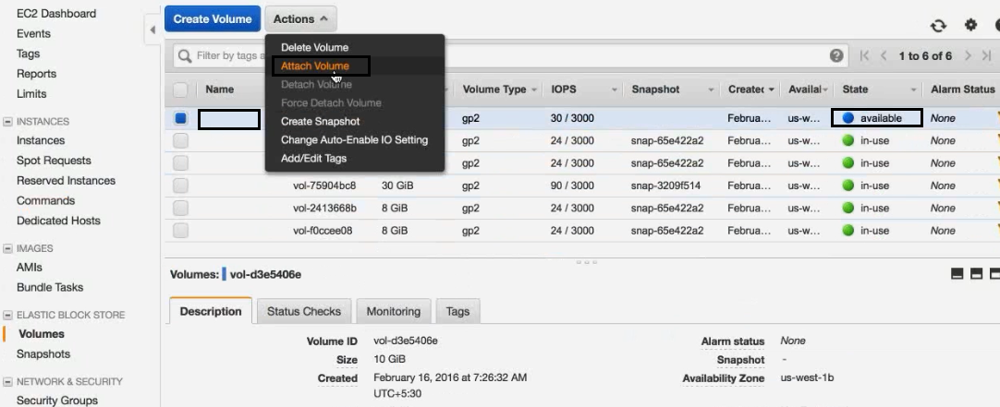 EC2 Dashboard
Events
Tags
Reports
Limits
INSTANCES
Instances
Spot Requests
Reserved Instances
Commands
Dedicated Hosts
IMAGES
AMIs
Bundle Tasks
ELASTIC BLOCK STORE
Volumes
Snapshots
NETWORK & SECURITY
Security Groups
Create Volume Actions
Delete Volume
Attach Volume
Detach Volume
Force Detach Volume
Create Snapshot
Change Auto-Enable IO Setting
Add/Edit Tags
Filter by tags a
1 to 6 of 6
Name Volume Type IOPS Snapshot Createc Availal State Alarm Status
gp2 30 / 3000 Februa... us-w... available None
gp2 24 / 3000 snap-65e422a2 Februa... us-w... in-use None
gp2 24 / 3000 snap-65e422a2 Februa... us-w... in-use None
vol-75904bc8 30 GiB gp2 90 / 3000 snap-3209f514 Februa... us-w... in-use None
vol-2413668b 8 GiB gp2 24 / 3000 snap-65e422a2 Februa... us-w... in-use None
vol-f0ccee08 8 GiB gp2 24 / 3000 snap-65e422a2 Februa... us-w... in-use None
Volumes: vol-d3e5406e
Description Status Checks Monitoring Tags
Volume ID vol-d3e5406e Alarm status None
Size 10 GiB Snapshot -
Created February 16, 2016 at 7:26:32 AM Availability Zone us-west-1b
UTC+5:30